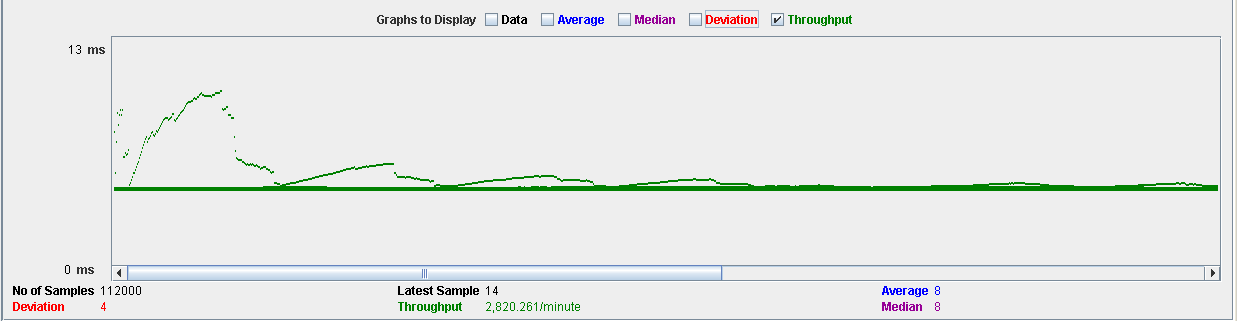 Graphs to Display Data Average Median Deviation Throughput
13 ms
0 ms
No of Samples 112000 Latest Sample 14 Average 8
Deviation 4 Throughput 2,820.261/minute Median 8